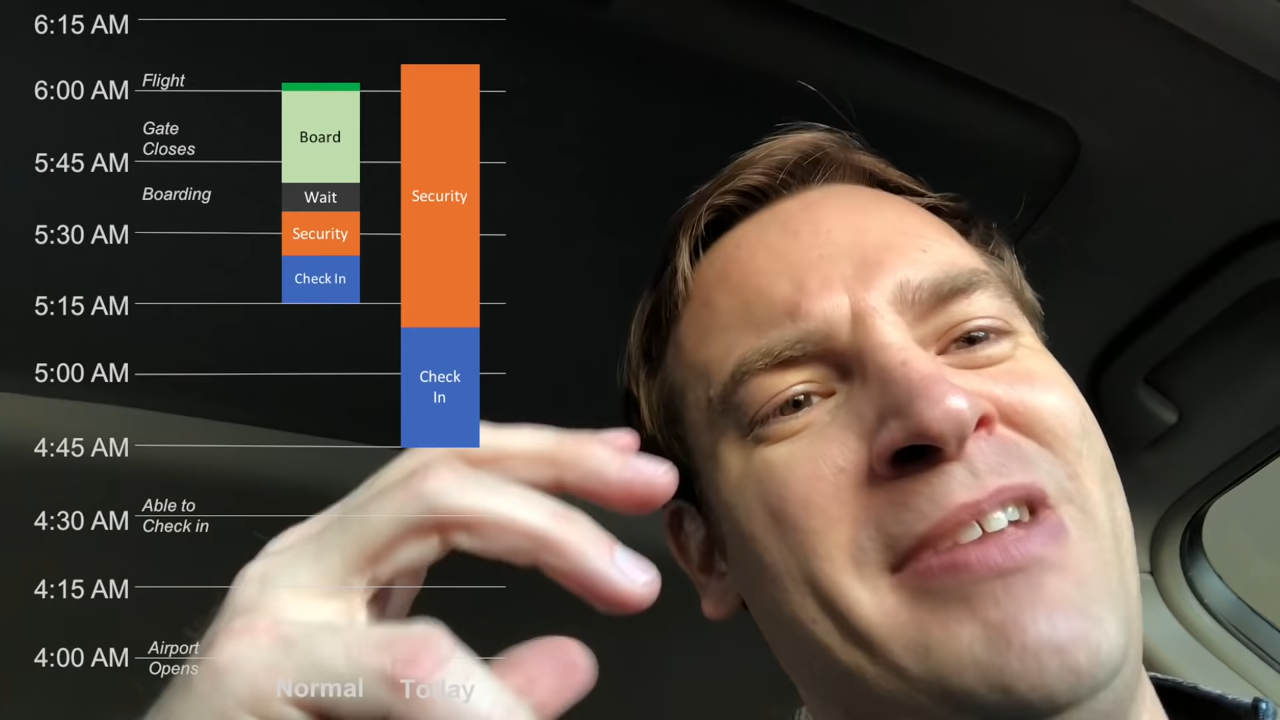 6:15 AM
Flight
6:00 AM
Gate
Closes
Board
5:45 AM
Boarding
Wait
Security
5:30 AM
Security
Check In
5:15 AM
5:00 AM
Check
In
4:45 AM
Able to
Check in
4:30 AM
4:15 AM
Airport
Opens
4:00 AM
Normal
Today